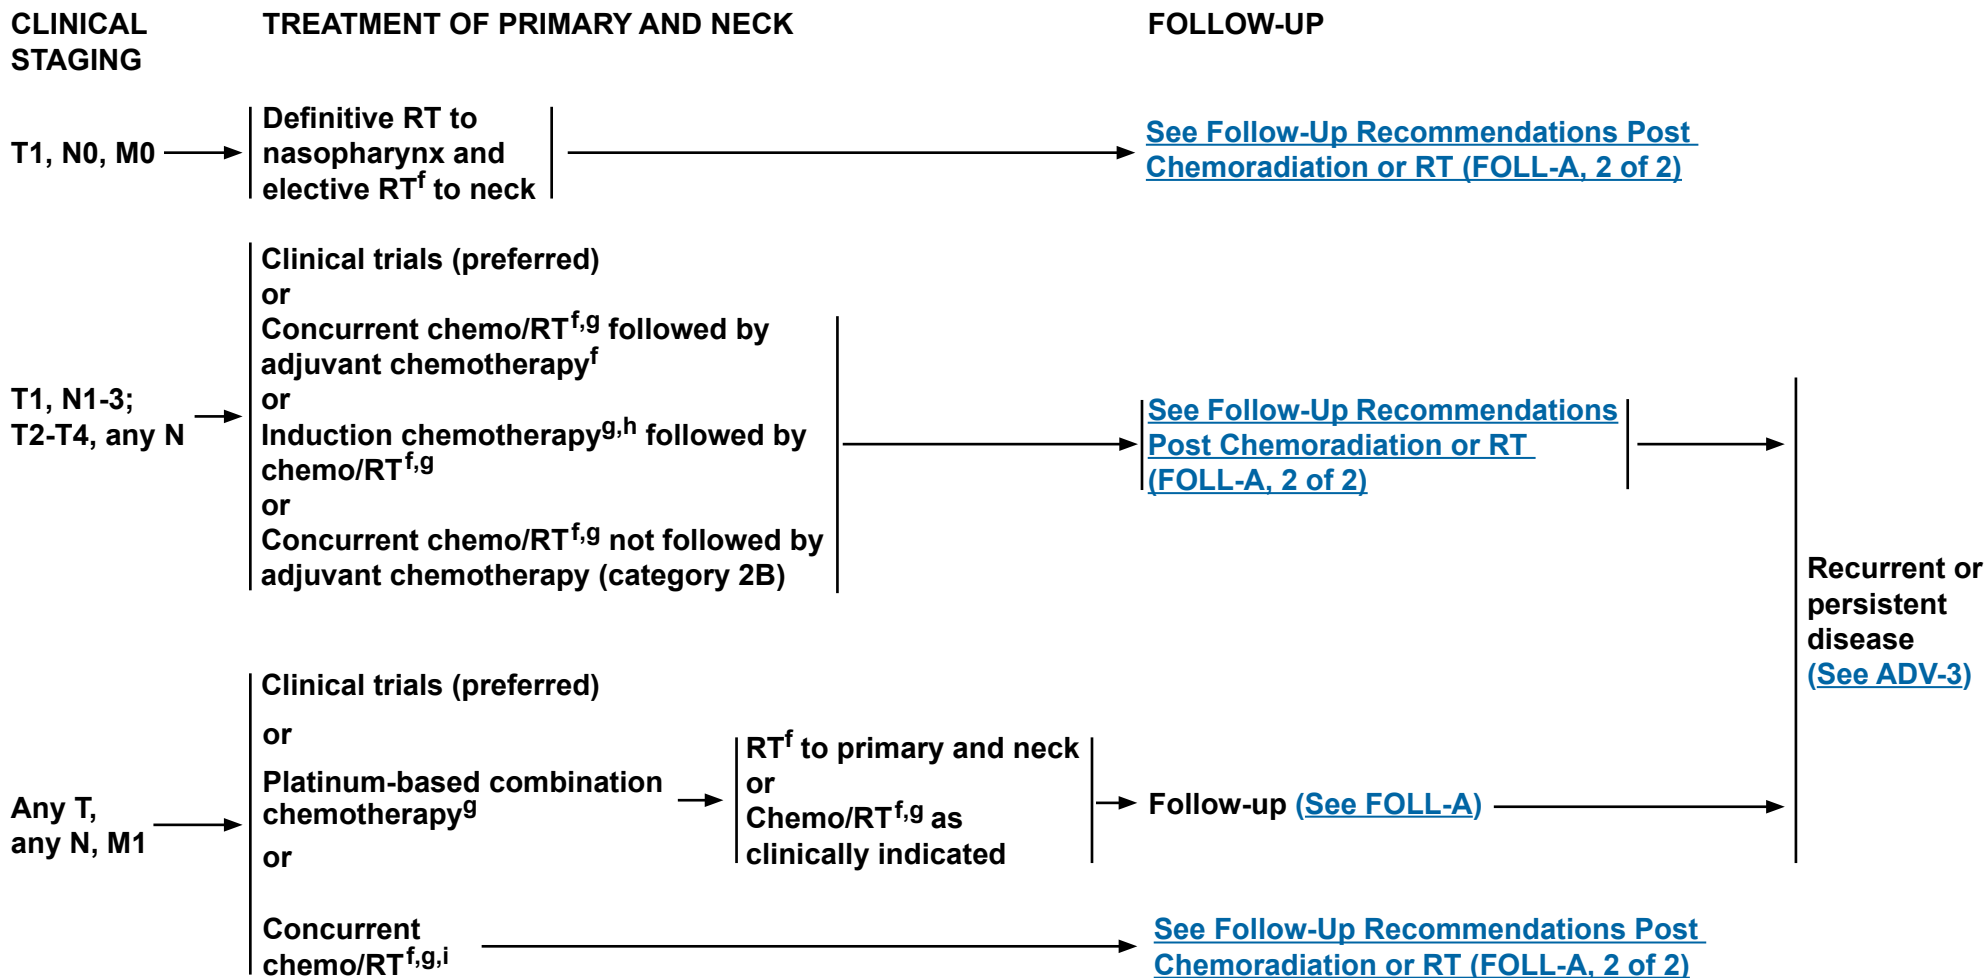 CLINICAL
STAGING
TREATMENT OF PRIMARY AND NECK
FOLLOW-UP
T1, N0, M0
Definitive RT to
nasopharynx and
elective RTf to neck
See Follow-Up Recommendations Post
Chemoradiation or RT (FOLL-A, 2 of 2)
T1, N1-3;
T2-T4, any N
Clinical trials (preferred)
or
Concurrent chemo/RTf,g followed by
adjuvant chemotherapyf
or
Induction chemotherapyg,h followed by
chemo/RTf,g
or
Concurrent chemo/RTf,g not followed by
adjuvant chemotherapy (category 2B)
See Follow-Up Recommendations
Post Chemoradiation or RT
(FOLL-A, 2 of 2)
Recurrent or
persistent
disease
(See ADV-3)
Any T,
any N, M1
Clinical trials (preferred)
or
Platinum-based combination
chemotherapyg
or
Concurrent
chemo/RTf,g,i
RTf to primary and neck
or
Chemo/RTf,g as
clinically indicated
Follow-up (See FOLL-A)
See Follow-Up Recommendations Post
Chemoradiation or RT (FOLL-A, 2 of 2)